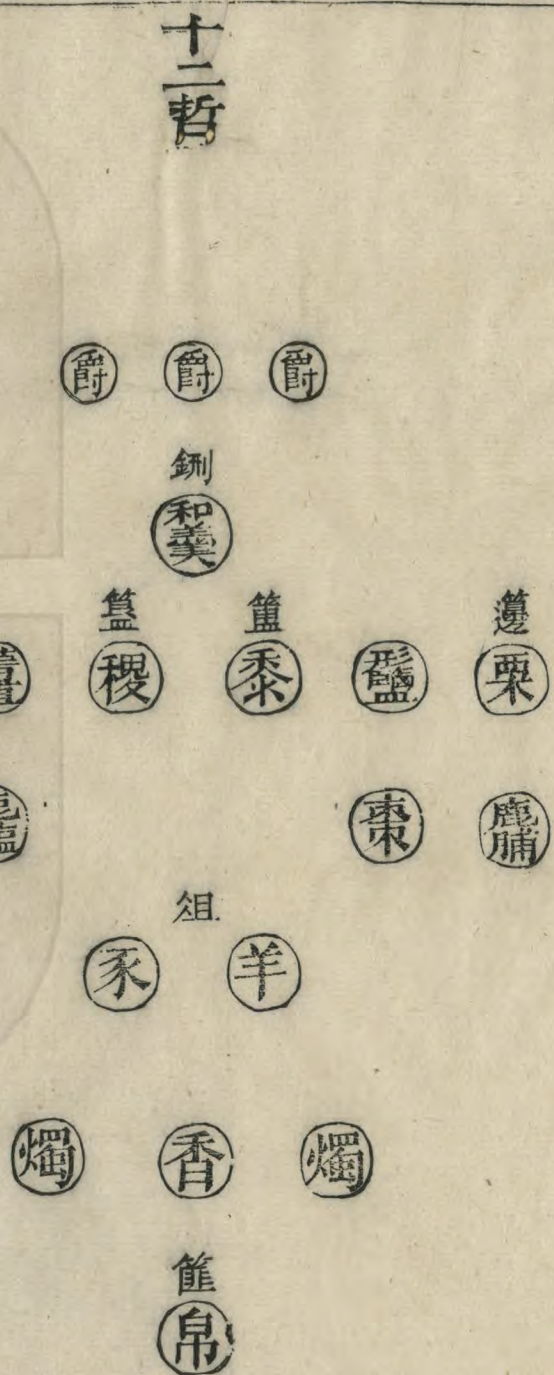 十二哲
爵 爵 爵
鉶
和羹
籩 簠 簋
栗 形鹽 黍 稷
鹿脯 棗
俎
羊 豕
燭 香 燭
篚
帛